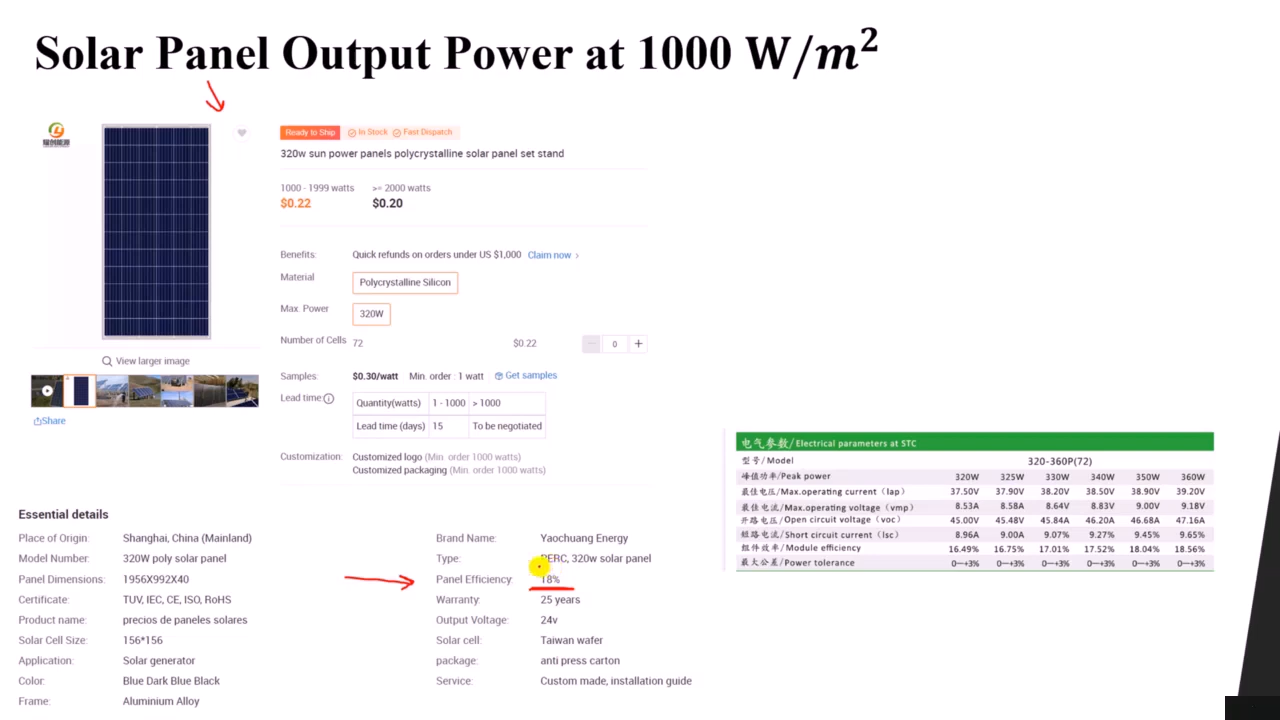 Solar Panel Output Power at 1000 W/m²
Ready to Ship In Stock Fast Dispatch
320w sun power panels polycrystalline solar panel set stand
1000 - 1999 watts >= 2000 watts
$0.22 $0.20
Benefits: Quick refunds on orders under US $1,000 Claim now >
Material Polycrystalline Silicon
Max. Power 320W
Number of Cells 72 $0.22 - 0 +
View larger image
Samples: $0.30/watt Min. order : 1 watt Get samples
Lead time: Quantity(watts) 1 - 1000 > 1000
Lead time (days) 15 To be negotiated
Share
Customization: Customized logo (Min. order 1000 watts)
Customized packaging (Min. order 1000 watts)
Essential details
Place of Origin: Shanghai, China (Mainland)
Model Number: 320W poly solar panel
Panel Dimensions: 1956X992X40
Certificate: TUV, IEC, CE, ISO, RoHS
Product name: precios de paneles solares
Solar Cell Size: 156*156
Application: Solar generator
Color: Blue Dark Blue Black
Frame: Aluminium Alloy
Brand Name: Yaochuang Energy
Type: PERC, 320w solar panel
Panel Efficiency: 18%
Warranty: 25 years
Output Voltage: 24v
Solar cell: Taiwan wafer
package: anti press carton
Service: Custom made, installation guide
电气参数/Electrical parameters at STC
型号/Model 320-360P(72)
峰值功率/Peak power 320W 325W 330W 340W 350W 360W
最佳电压/Max.operating current (lap) 37.50V 37.90V 38.20V 38.50V 38.90V 39.20V
最佳电流/Max.operating voltage (vmp) 8.53A 8.58A 8.64V 8.83V 9.00V 9.18V
开路电压/Open circuit voltage (voc) 45.00V 45.48V 45.84A 46.20A 46.68A 47.16A
短路电流/Short circuit current (lsc) 8.96A 9.00A 9.07% 9.27% 9.45% 9.65%
组件效率/Module efficiency 16.49% 16.75% 17.01% 17.52% 18.04% 18.56%
最大公差/Power tolerance 0—+3% 0—+3% 0—+3% 0—+3% 0—+3% 0—+3%